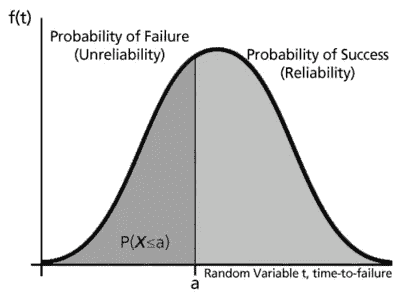 f(t)
Probability of Failure
(Unreliability)
Probability of Success
(Reliability)
P(X≤a)
a
Random Variable t, time-to-failure